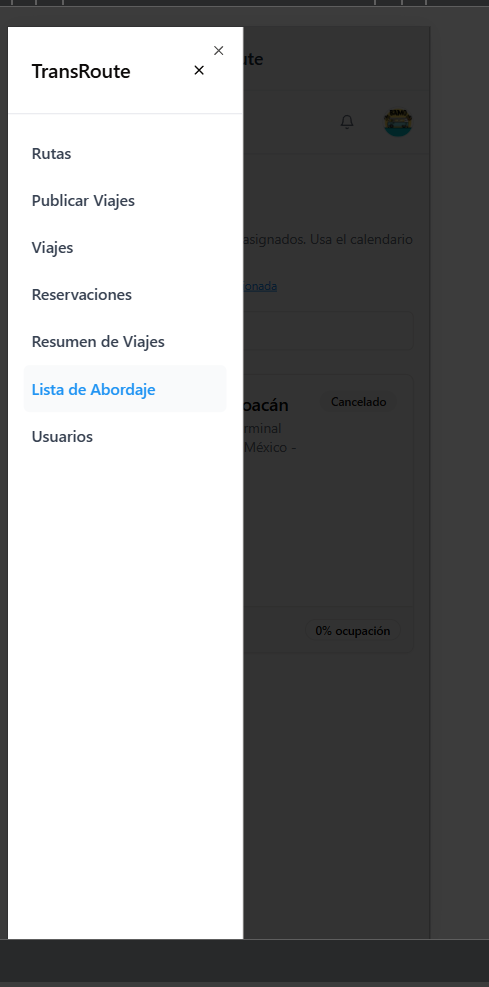 TransRoute
Rutas
Publicar Viajes
Viajes
Reservaciones
Resumen de Viajes
Lista de Abordaje
Usuarios
ute
asignados. Usa el calendario
onada
oacán
Cancelado
rminal
México -
0% ocupación